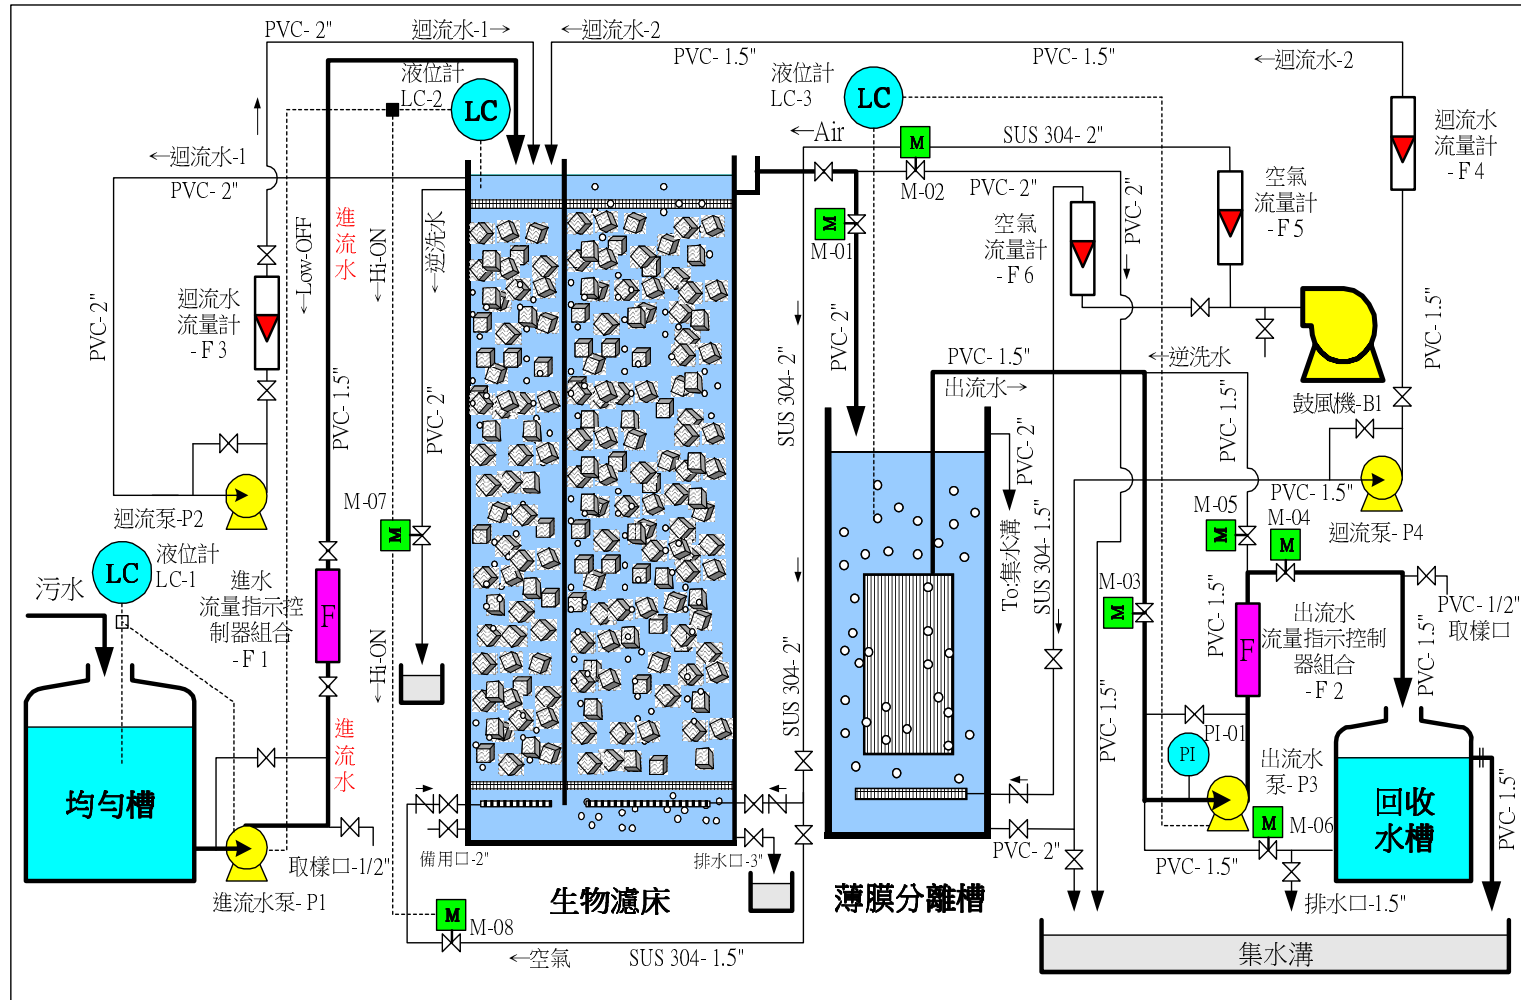 PVC- 2"
迴流水-1→
←迴流水-2
PVC- 1.5"
PVC- 1.5"
←迴流水-2
液位計
LC-2
LC
液位計
LC-3
LC
←Air
SUS 304- 2"
M
M-02
迴流水
流量計
- F 4
←迴流水-1
PVC- 2"
PVC- 2"
PVC- 2"
空氣
流量計
- F 5
空氣
流量計
- F 6
進流水
←Low-OFF
←Hi-ON
←逆洗水
M
M-01
PVC- 2"
迴流水
流量計
- F 3
PVC- 2"
PVC- 1.5"
PVC- 2"
SUS 304- 2"
PVC- 1.5"
出流水→
←逆洗水
PVC- 1.5"
PVC- 1.5"
鼓風機-B1
PVC- 2"
迴流泵-P2
M-07
M
M-05
M
PVC- 1.5"
M-04
M
迴流泵- P4
To:集水溝
SUS 304- 1.5"
液位計
LC-1
LC
污水
進水
流量指示控
制器組合
- F 1
F
M-03
M
PVC- 1.5"
出流水
流量指示控制
器組合
- F 2
F
PVC- 1/2"
取樣口
PVC- 1.5"
←Hi-ON
SUS 304- 2"
進流水
PVC- 1.5"
PI-01
PI
出流水
泵- P3
均勻槽
回收
水槽
PVC- 1.5"
M
M-06
取樣口-1/2"
備用口-2"
排水口-3"
PVC- 2"
PVC- 1.5"
進流水泵- P1
生物濾床
薄膜分離槽
排水口-1.5"
M
M-08
←空氣
SUS 304- 1.5"
集水溝